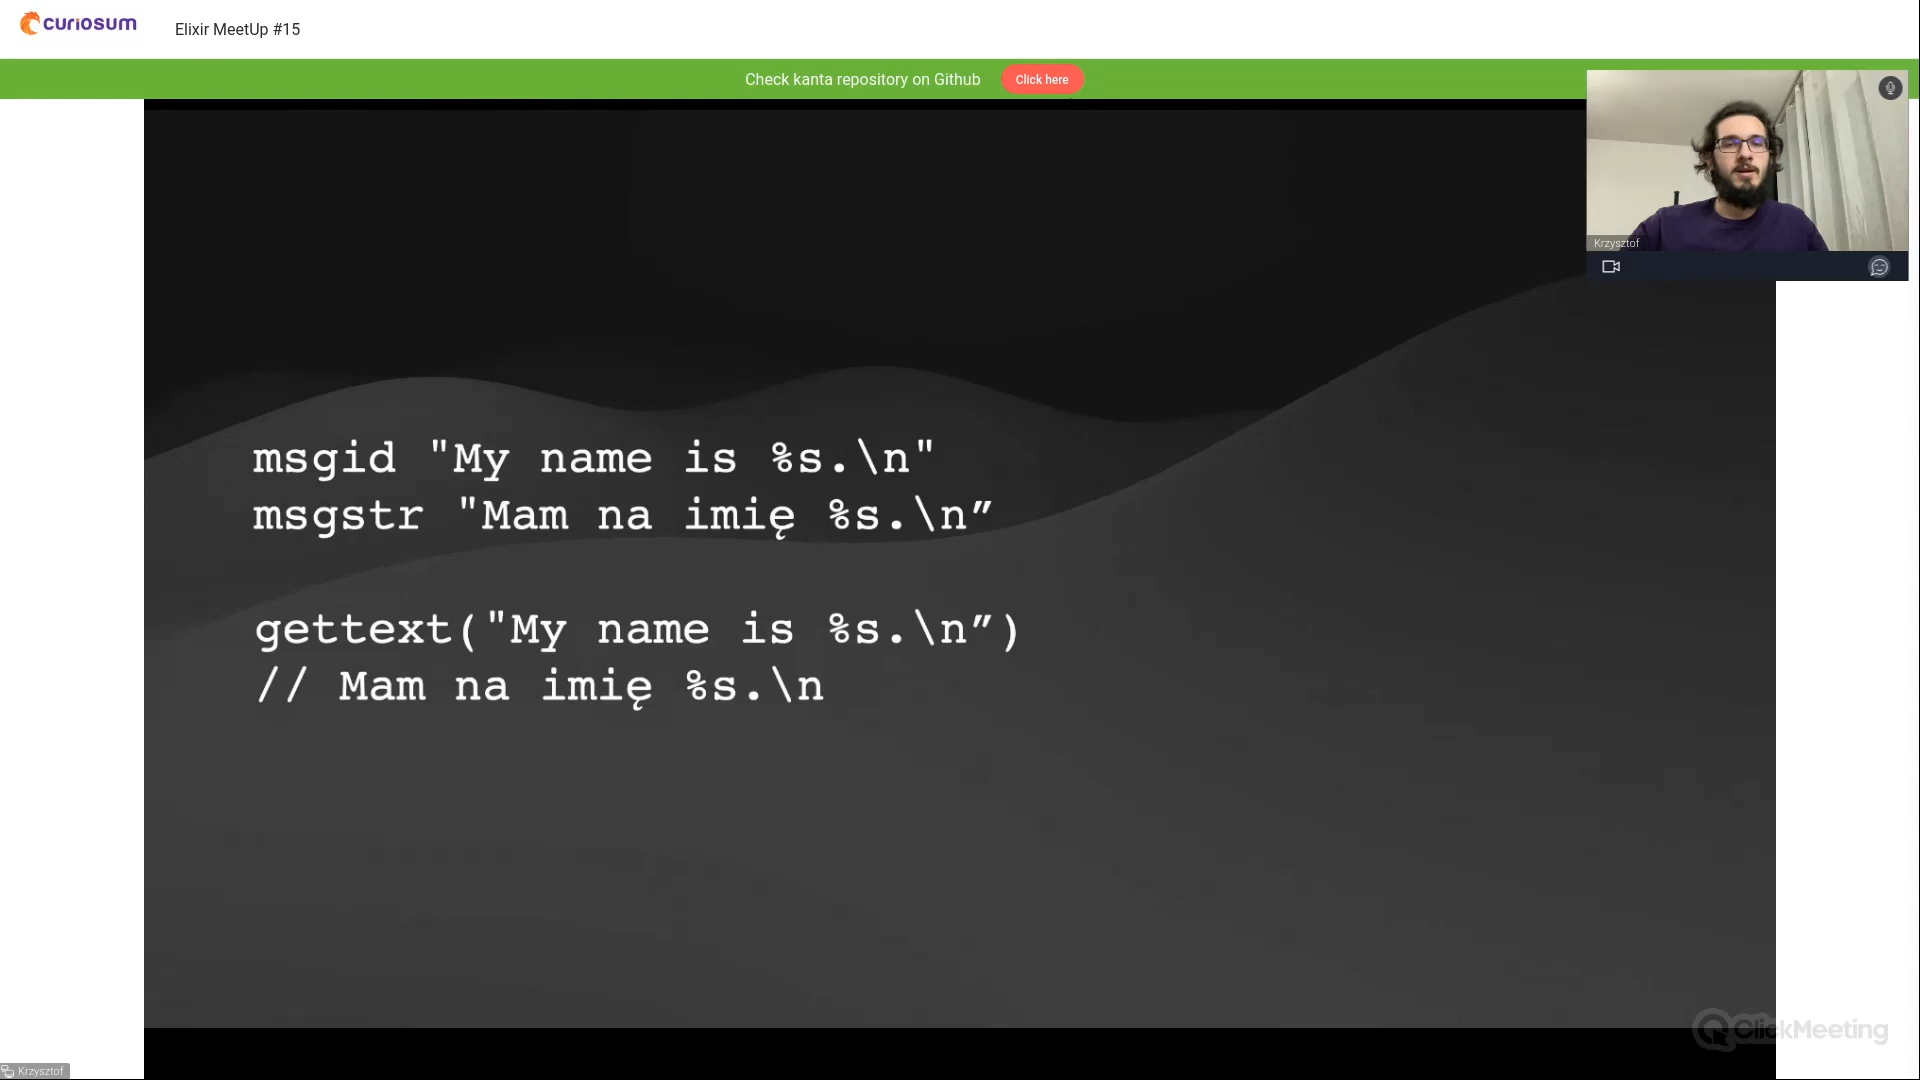 curiosum
Elixir MeetUp #15
Check kanta repository on Github Click here
Krzysztof
msgid "My name is %s.\n"
msgstr "Mam na imię %s.\n”
gettext("My name is %s.\n”)
// Mam na imię %s.\n
ClickMeeting
Krzysztof